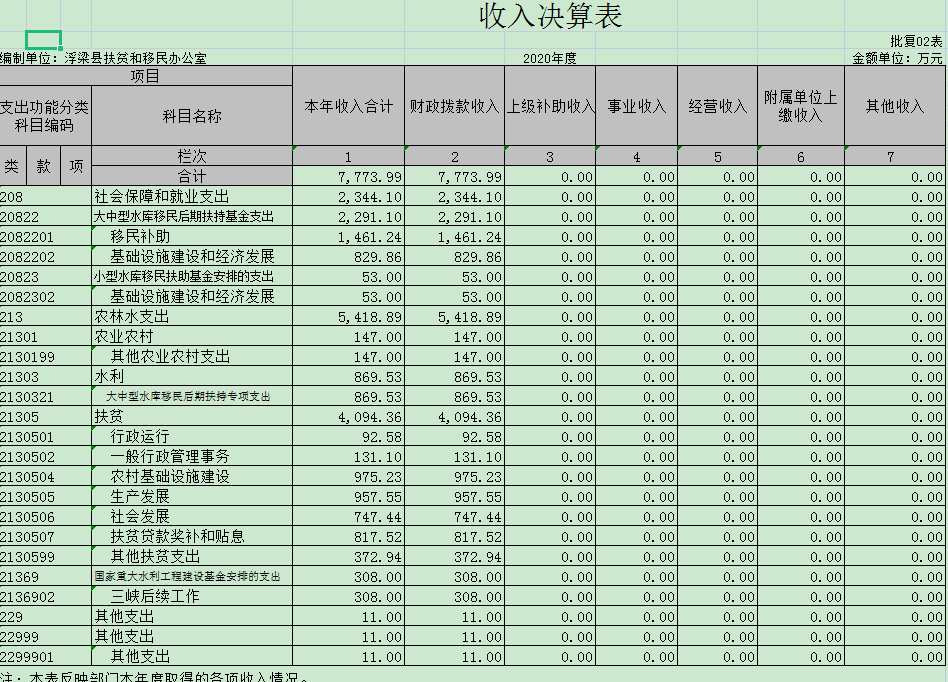 收入决算表
批复02表
编制单位：浮梁县扶贫和移民办公室 2020年度 金额单位：万元
项目 本年收入合计 财政拨款收入 上级补助收入 事业收入 经营收入 附属单位上缴收入 其他收入
支出功能分类科目编码 科目名称
类 款 项 栏次 1 2 3 4 5 6 7
合计 7,773.99 7,773.99 0.00 0.00 0.00 0.00 0.00
208 社会保障和就业支出 2,344.10 2,344.10 0.00 0.00 0.00 0.00 0.00
20822 大中型水库移民后期扶持基金支出 2,291.10 2,291.10 0.00 0.00 0.00 0.00 0.00
2082201 移民补助 1,461.24 1,461.24 0.00 0.00 0.00 0.00 0.00
2082202 基础设施建设和经济发展 829.86 829.86 0.00 0.00 0.00 0.00 0.00
20823 小型水库移民扶助基金安排的支出 53.00 53.00 0.00 0.00 0.00 0.00 0.00
2082302 基础设施建设和经济发展 53.00 53.00 0.00 0.00 0.00 0.00 0.00
213 农林水支出 5,418.89 5,418.89 0.00 0.00 0.00 0.00 0.00
21301 农业农村 147.00 147.00 0.00 0.00 0.00 0.00 0.00
2130199 其他农业农村支出 147.00 147.00 0.00 0.00 0.00 0.00 0.00
21303 水利 869.53 869.53 0.00 0.00 0.00 0.00 0.00
2130321 大中型水库移民后期扶持专项支出 869.53 869.53 0.00 0.00 0.00 0.00 0.00
21305 扶贫 4,094.36 4,094.36 0.00 0.00 0.00 0.00 0.00
2130501 行政运行 92.58 92.58 0.00 0.00 0.00 0.00 0.00
2130502 一般行政管理事务 131.10 131.10 0.00 0.00 0.00 0.00 0.00
2130504 农村基础设施建设 975.23 975.23 0.00 0.00 0.00 0.00 0.00
2130505 生产发展 957.55 957.55 0.00 0.00 0.00 0.00 0.00
2130506 社会发展 747.44 747.44 0.00 0.00 0.00 0.00 0.00
2130507 扶贫贷款奖补和贴息 817.52 817.52 0.00 0.00 0.00 0.00 0.00
2130599 其他扶贫支出 372.94 372.94 0.00 0.00 0.00 0.00 0.00
21369 国家重大水利工程建设基金安排的支出 308.00 308.00 0.00 0.00 0.00 0.00 0.00
2136902 三峡后续工作 308.00 308.00 0.00 0.00 0.00 0.00 0.00
229 其他支出 11.00 11.00 0.00 0.00 0.00 0.00 0.00
22999 其他支出 11.00 11.00 0.00 0.00 0.00 0.00 0.00
2299901 其他支出 11.00 11.00 0.00 0.00 0.00 0.00 0.00
注：本表反映部门本年度取得的各项收入情况。